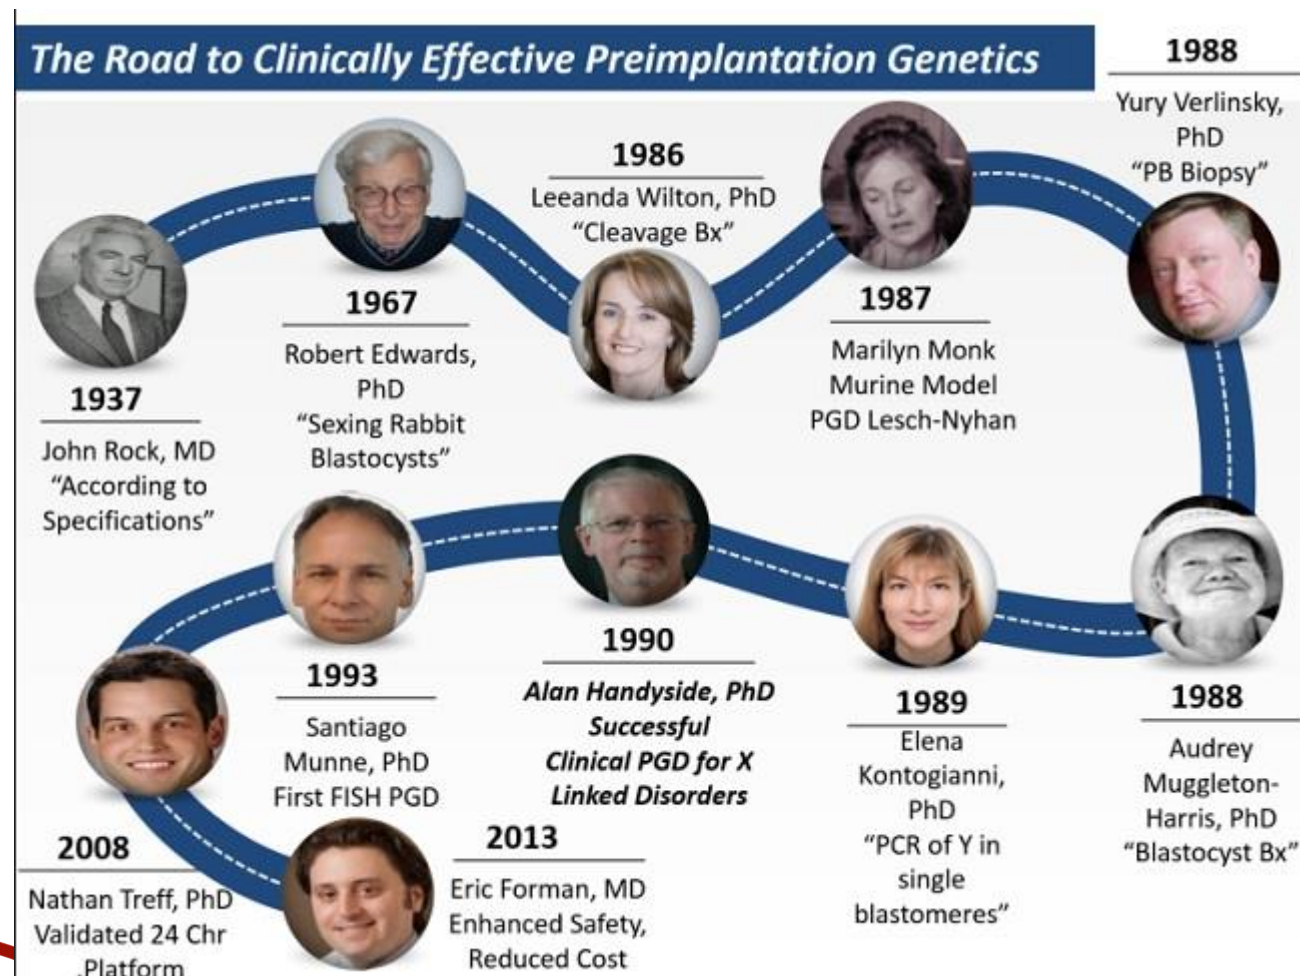 The Road to Clinically Effective Preimplantation Genetics
1937
John Rock, MD
“According to
Specifications”
1967
Robert Edwards,
PhD
“Sexing Rabbit
Blastocysts”
1986
Leeanda Wilton, PhD
“Cleavage Bx”
1987
Marilyn Monk
Murine Model
PGD Lesch-Nyhan
1988
Yury Verlinsky,
PhD
“PB Biopsy”
1988
Audrey
Muggleton-
Harris, PhD
“Blastocyst Bx”
1989
Elena
Kontogianni,
PhD
“PCR of Y in
single
blastomeres”
1990
Alan Handyside, PhD
Successful
Clinical PGD for X
Linked Disorders
1993
Santiago
Munne, PhD
First FISH PGD
2008
Nathan Treff, PhD
Validated 24 Chr
.Platform
2013
Eric Forman, MD
Enhanced Safety,
Reduced Cost